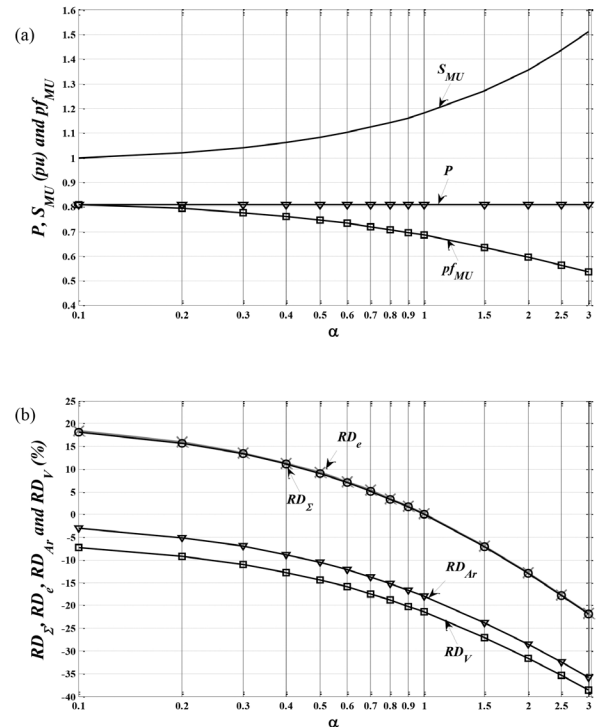 (a)
1.6
1.5
1.4
1.3
1.2
1.1
1
0.9
0.8
0.7
0.6
0.5
0.4
P, S_MU (pu) and pf_MU
S_MU
P
pf_MU
0.1 0.2 0.3 0.4 0.5 0.6 0.7 0.8 0.9 1 1.5 2 2.5 3
α
(b)
25
20
15
10
5
0
-5
-10
-15
-20
-25
-30
-35
-40
RD_Σ, RD_e, RD_Ar and RD_V (%)
RD_e
RD_Σ
RD_Ar
RD_V
0.1 0.2 0.3 0.4 0.5 0.6 0.7 0.8 0.9 1 1.5 2 2.5 3
α